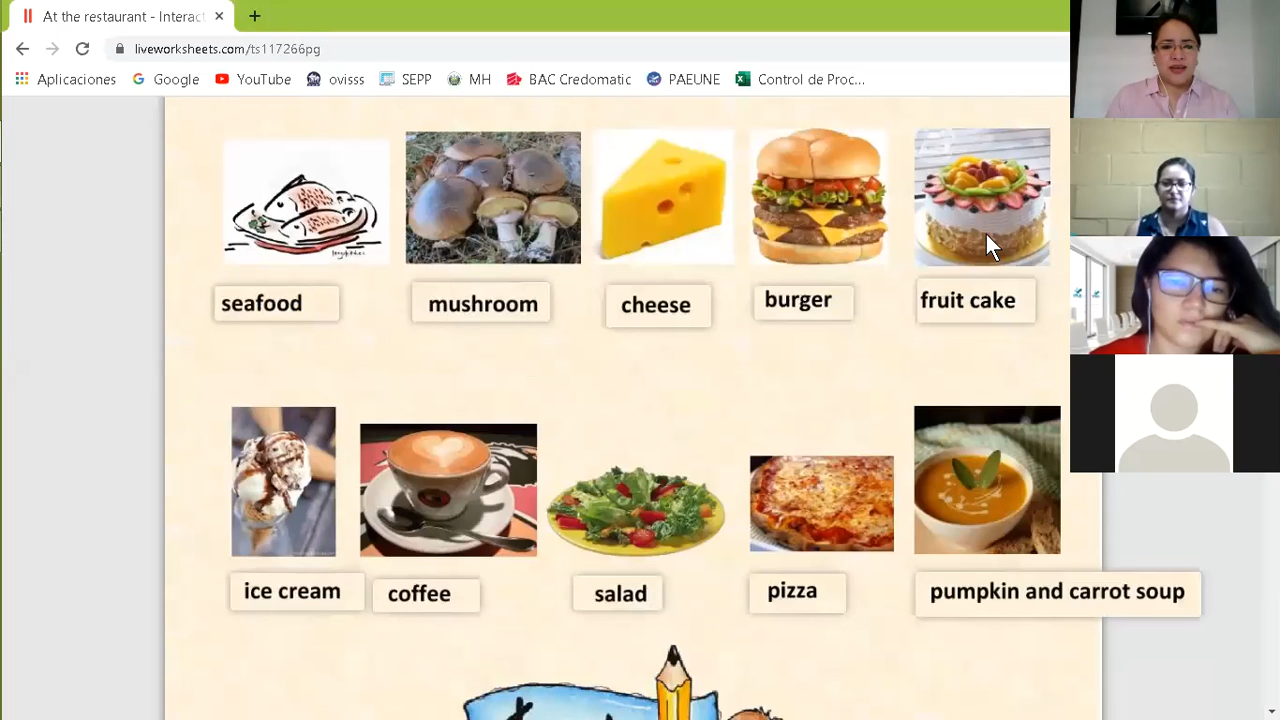 At the restaurant - Interac
liveworksheets.com/ts117266pg
Aplicaciones Google YouTube ovisss SEPP MH BAC Credomatic PAEUNE Control de Proc...
seafood mushroom cheese burger fruit cake
ice cream coffee salad pizza pumpkin and carrot soup